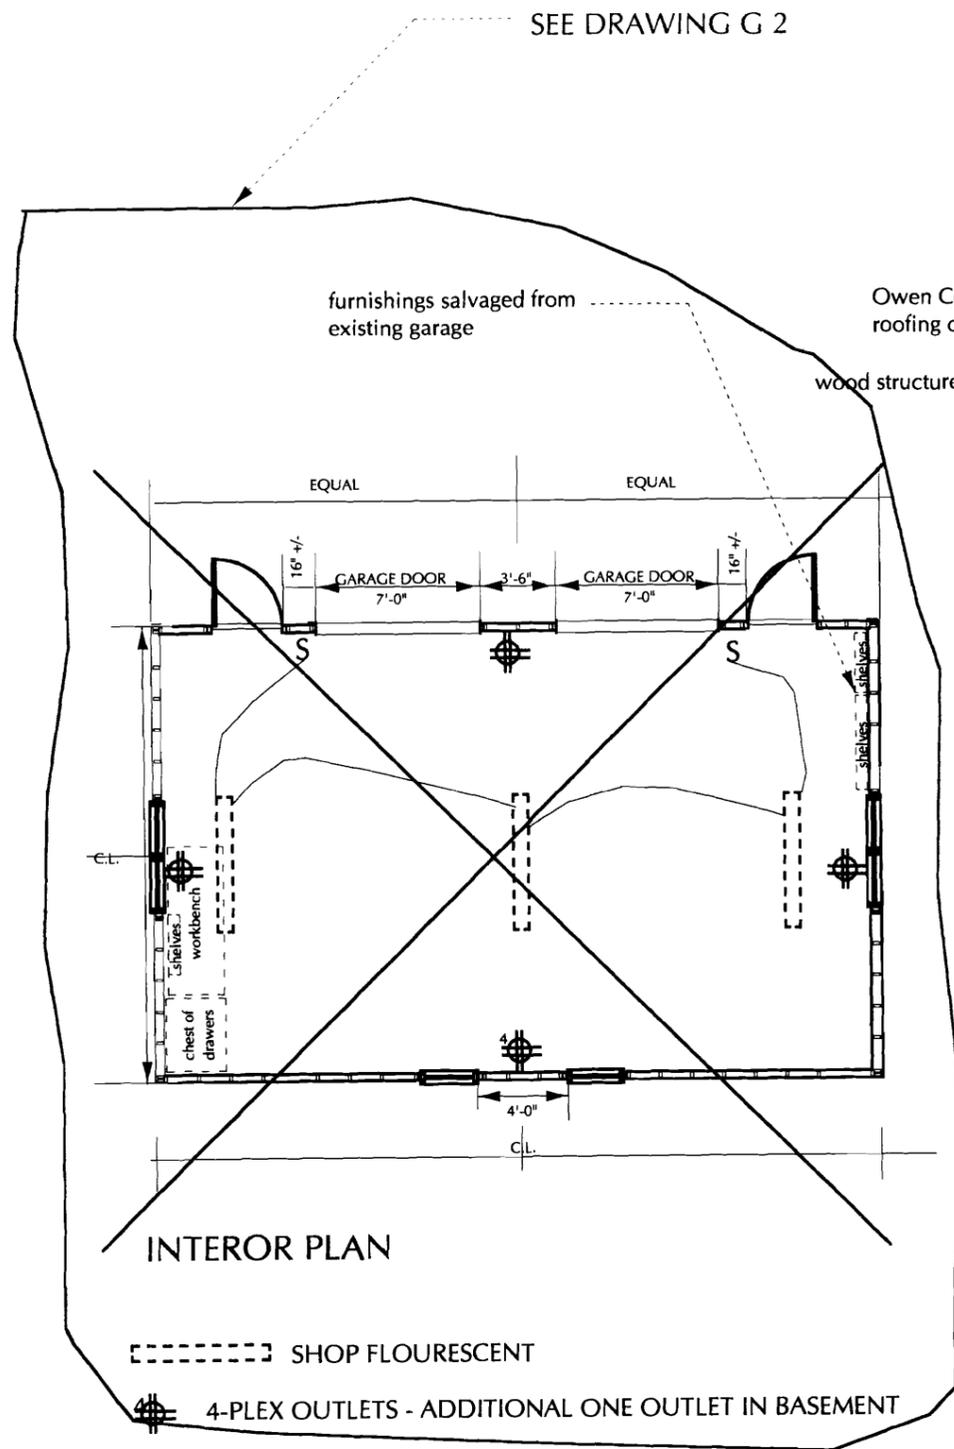 SEE DRAWING G 2
furnishings salvaged from
existing garage
Owen C
roofing
wood structure
EQUAL
EQUAL
16" +/-
GARAGE DOOR
7'-0"
3'-6"
GARAGE DOOR
7'-0"
16" +/-
S
S
shelves
shelves
C.L.
shelves
workbench
chest of
drawers
4
4'-0"
C.L.
INTEROR PLAN
SHOP FLOURESCENT
4
4-PLEX OUTLETS - ADDITIONAL ONE OUTLET IN BASEMENT